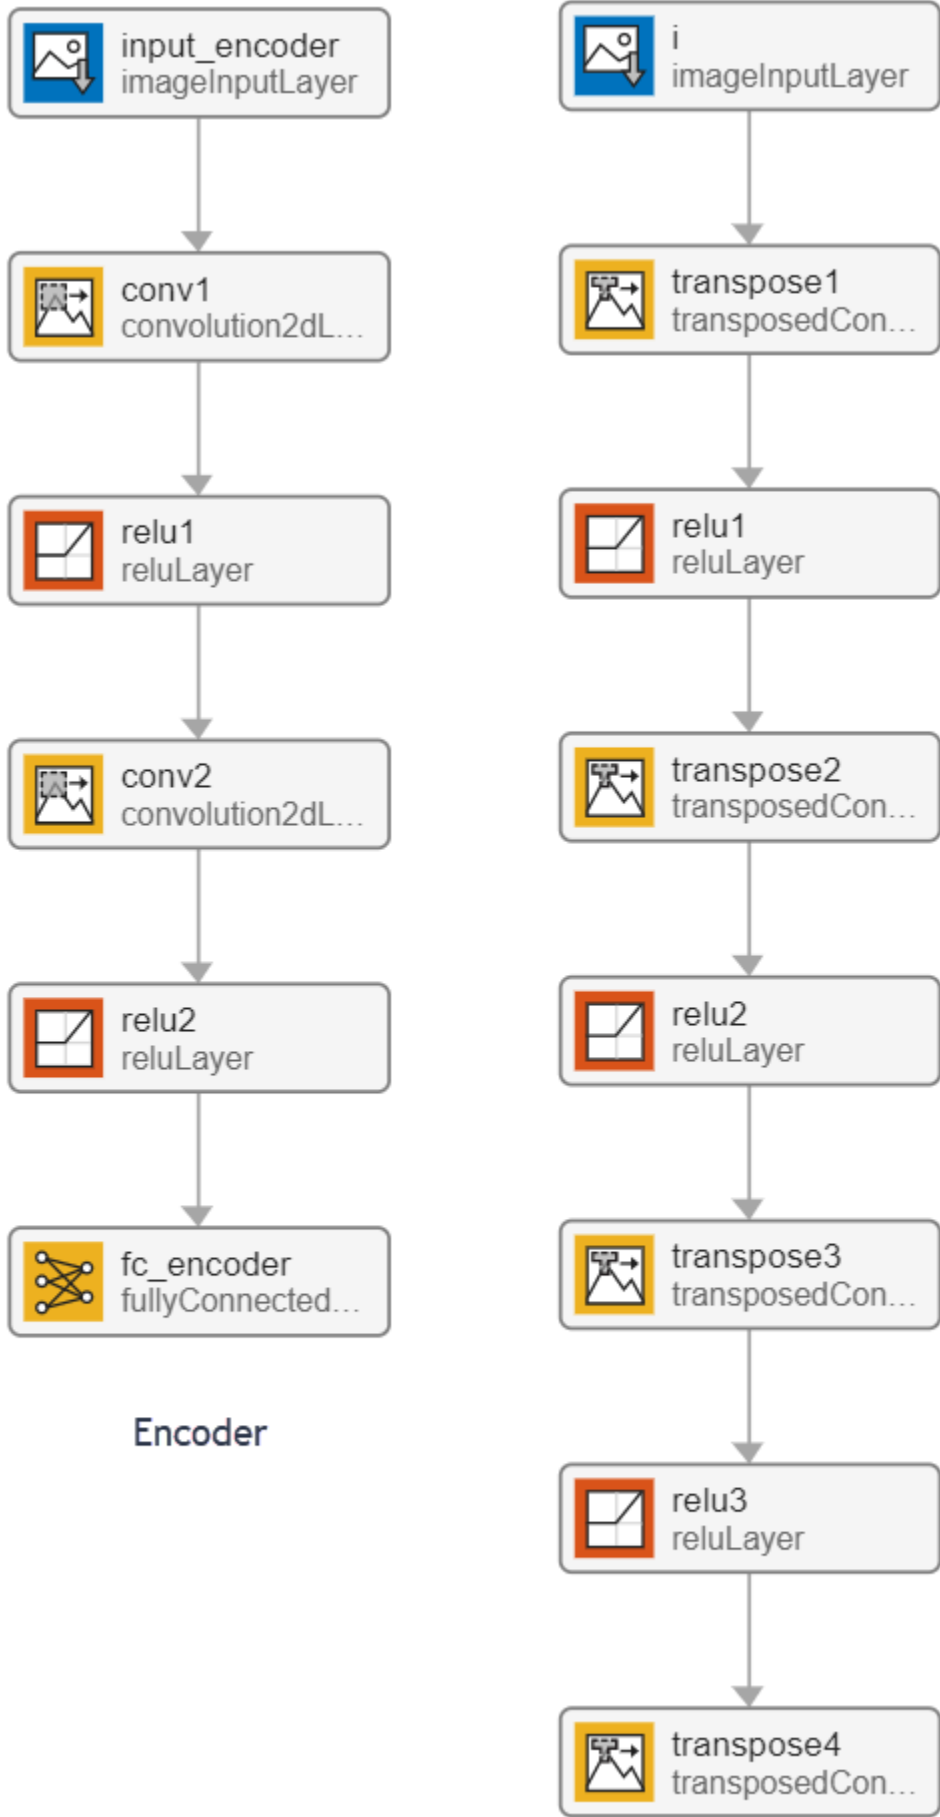 input_encoder
imageInputLayer
conv1
convolution2dL...
relu1
reluLayer
conv2
convolution2dL...
relu2
reluLayer
fc_encoder
fullyConnected...
Encoder
i
imageInputLayer
transpose1
transposedCon...
relu1
reluLayer
transpose2
transposedCon...
relu2
reluLayer
transpose3
transposedCon...
relu3
reluLayer
transpose4
transposedCon...